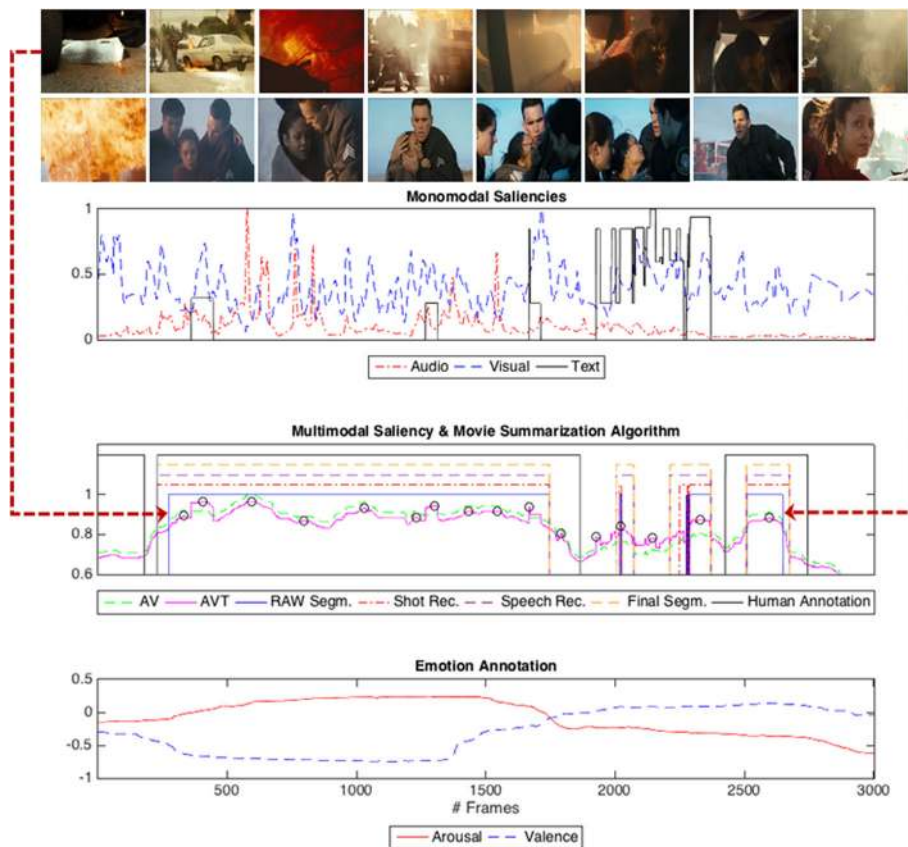 Monomodal Saliencies
1
0.5
0
Audio Visual Text
Multimodal Saliency & Movie Summarization Algorithm
1
0.8
0.6
AV AVT RAW Segm. Shot Rec. Speech Rec. Final Segm. Human Annotation
Emotion Annotation
0.5
0
-0.5
-1
500 1000 1500 2000 2500 3000
# Frames
Arousal Valence